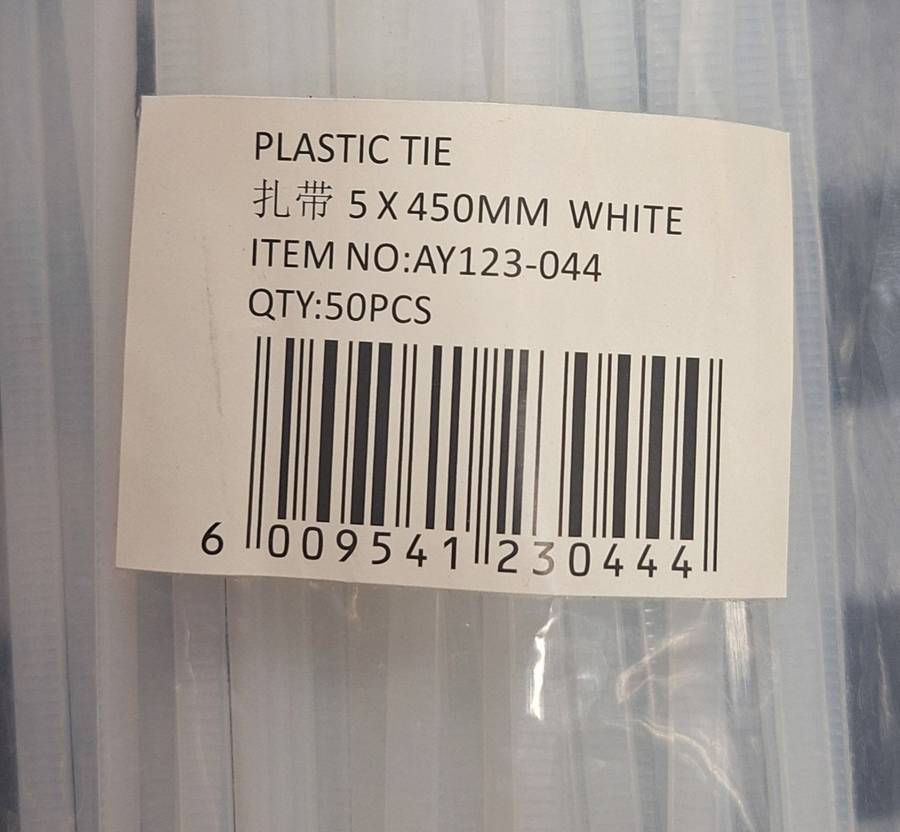 PLASTIC TIE
扎带 5 X 450MM WHITE
ITEM NO:AY123-044
QTY:50PCS
6 009541 230444